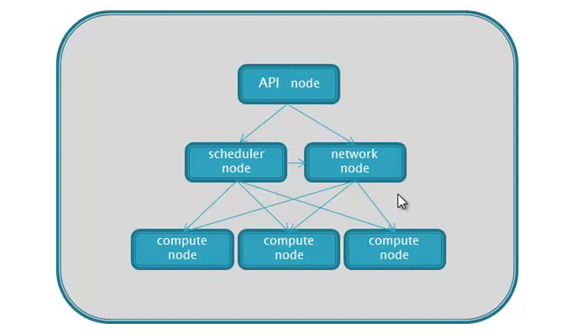 API node
scheduler
node
network
node
compute
node
compute
node
compute
node